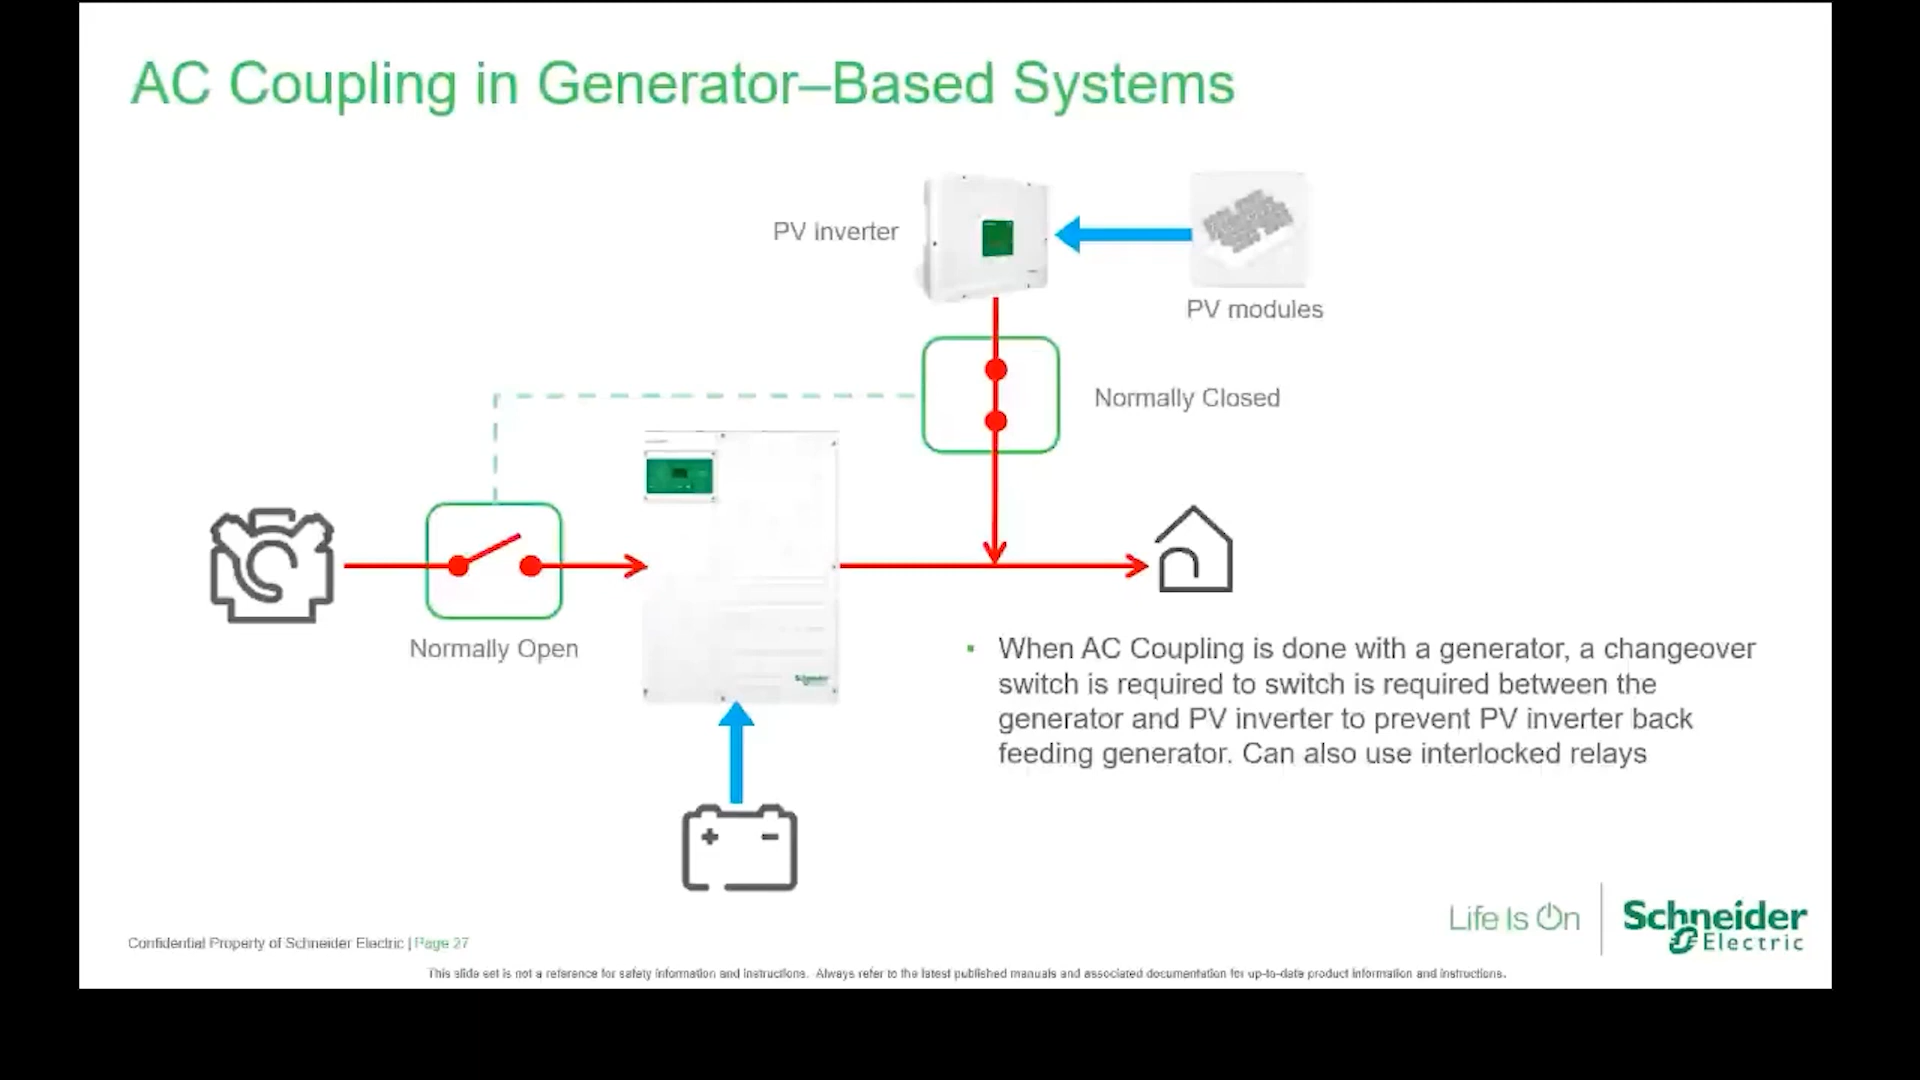 AC Coupling in Generator–Based Systems
PV inverter
PV modules
Normally Closed
Normally Open
Schneider
+ -
▪ When AC Coupling is done with a generator, a changeover
switch is required to switch is required between the
generator and PV inverter to prevent PV inverter back
feeding generator. Can also use interlocked relays
Life Is On
Schneider
Electric
Confidential Property of Schneider Electric | Page 27
This slide set is not a reference for safety information and instructions. Always refer to the latest published manuals and associated documentation for up-to-date product information and instructions.